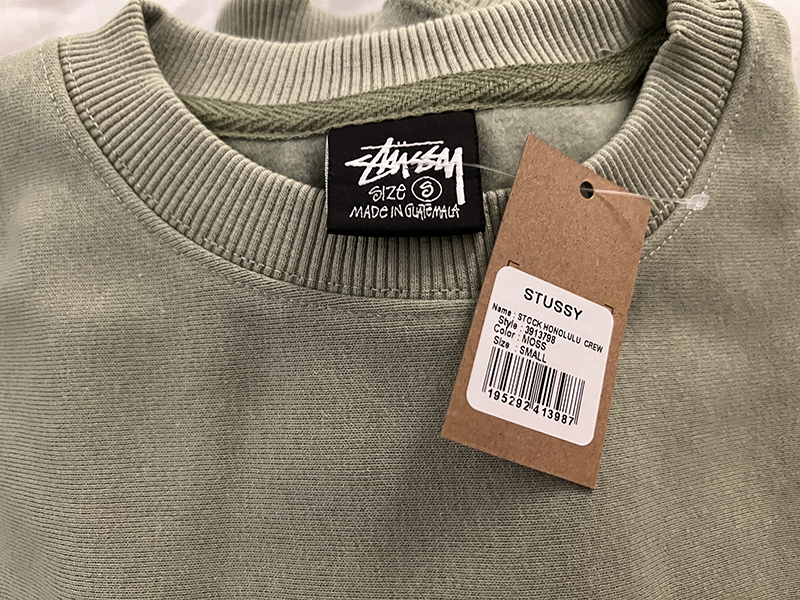 STÜSSY
SIZE S
MADE IN GUATEMALA
STUSSY
Name : STOCK HONOLULU CREW
Style : 3913798
Color : MOSS
Size : SMALL
195292413987